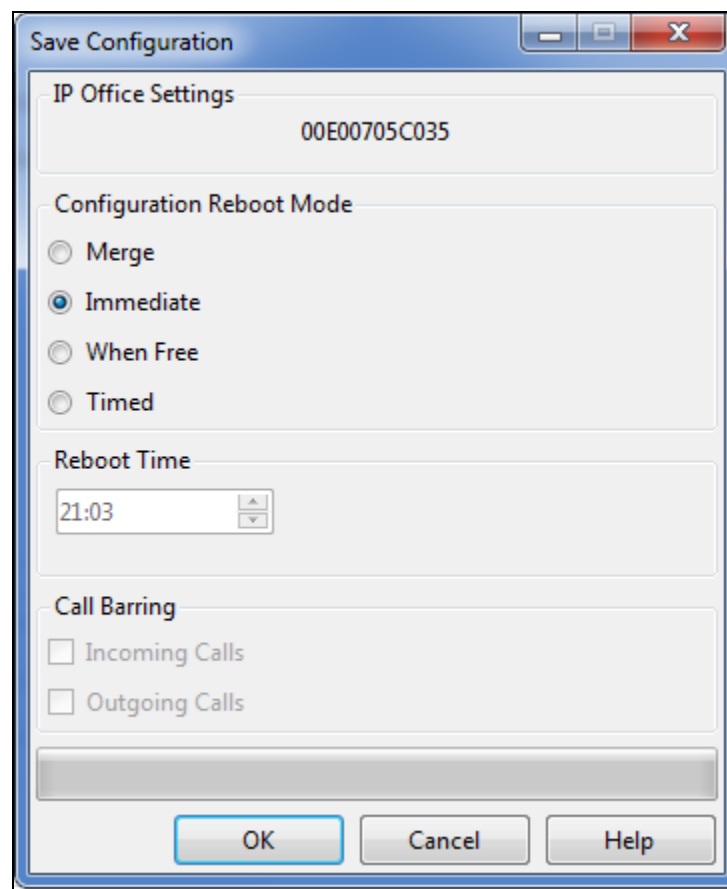 Save Configuration
IP Office Settings
00E00705C035
Configuration Reboot Mode
Merge
Immediate
When Free
Timed
Reboot Time
21:03
Call Barring
Incoming Calls
Outgoing Calls
OK Cancel Help